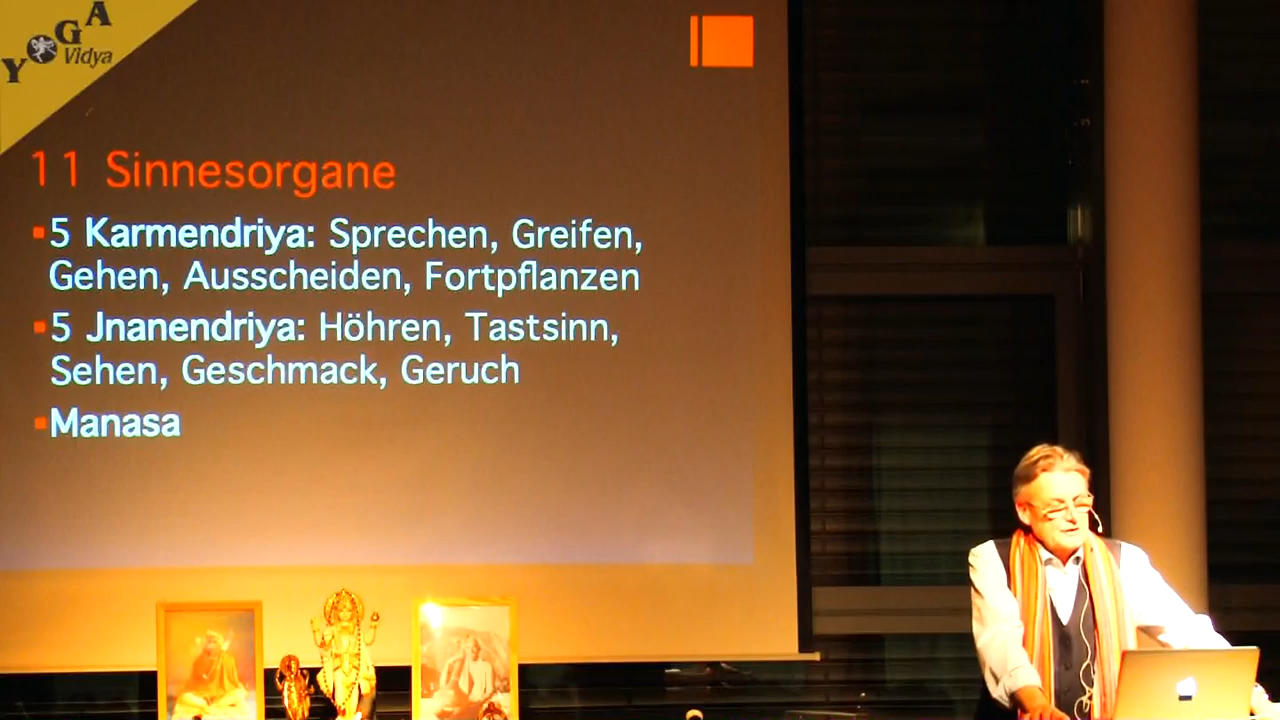 YOGA
Vidya
11 Sinnesorgane
5 Karmendriya: Sprechen, Greifen,
Gehen, Ausscheiden, Fortpflanzen
5 Jnanendriya: Höhren, Tastsinn,
Sehen, Geschmack, Geruch
Manasa